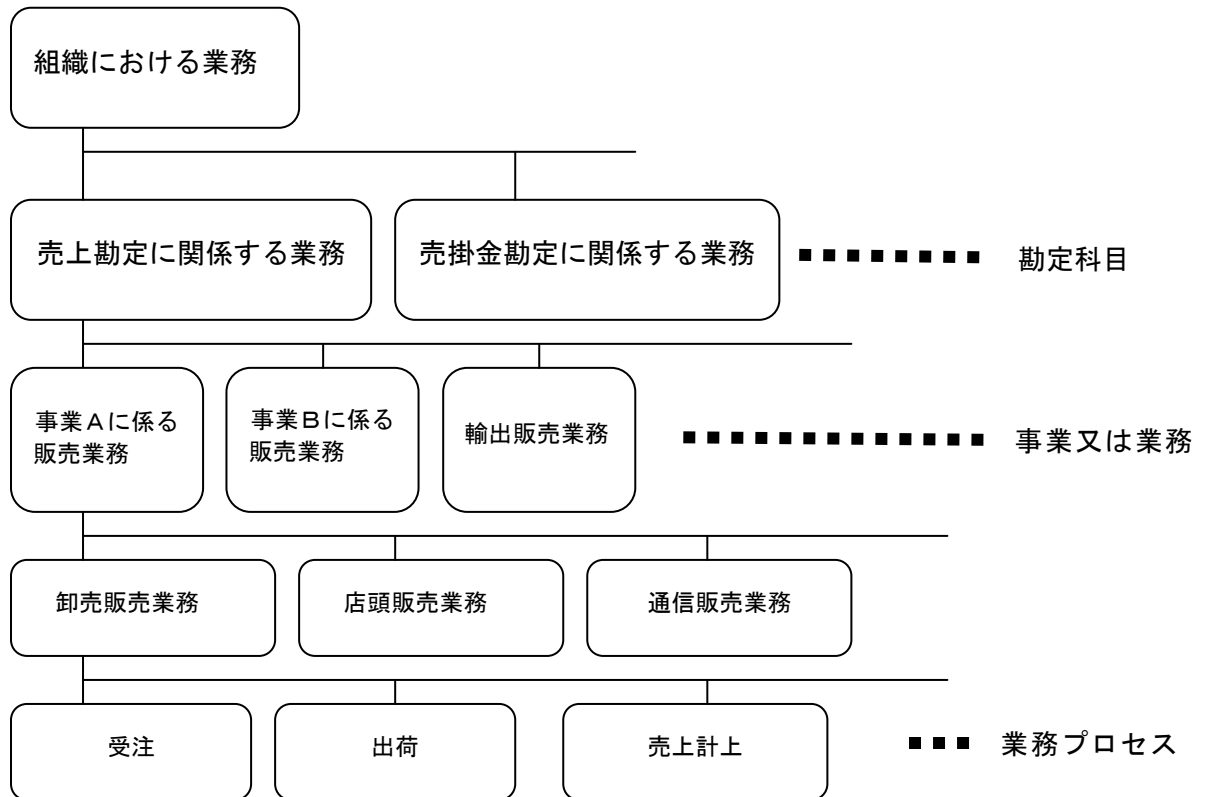 組織における業務
売上勘定に関係する業務
売掛金勘定に関係する業務
勘定科目
事業Aに係る
販売業務
事業Bに係る
販売業務
輸出販売業務
事業又は業務
卸売販売業務
店頭販売業務
通信販売業務
受注
出荷
売上計上
業務プロセス